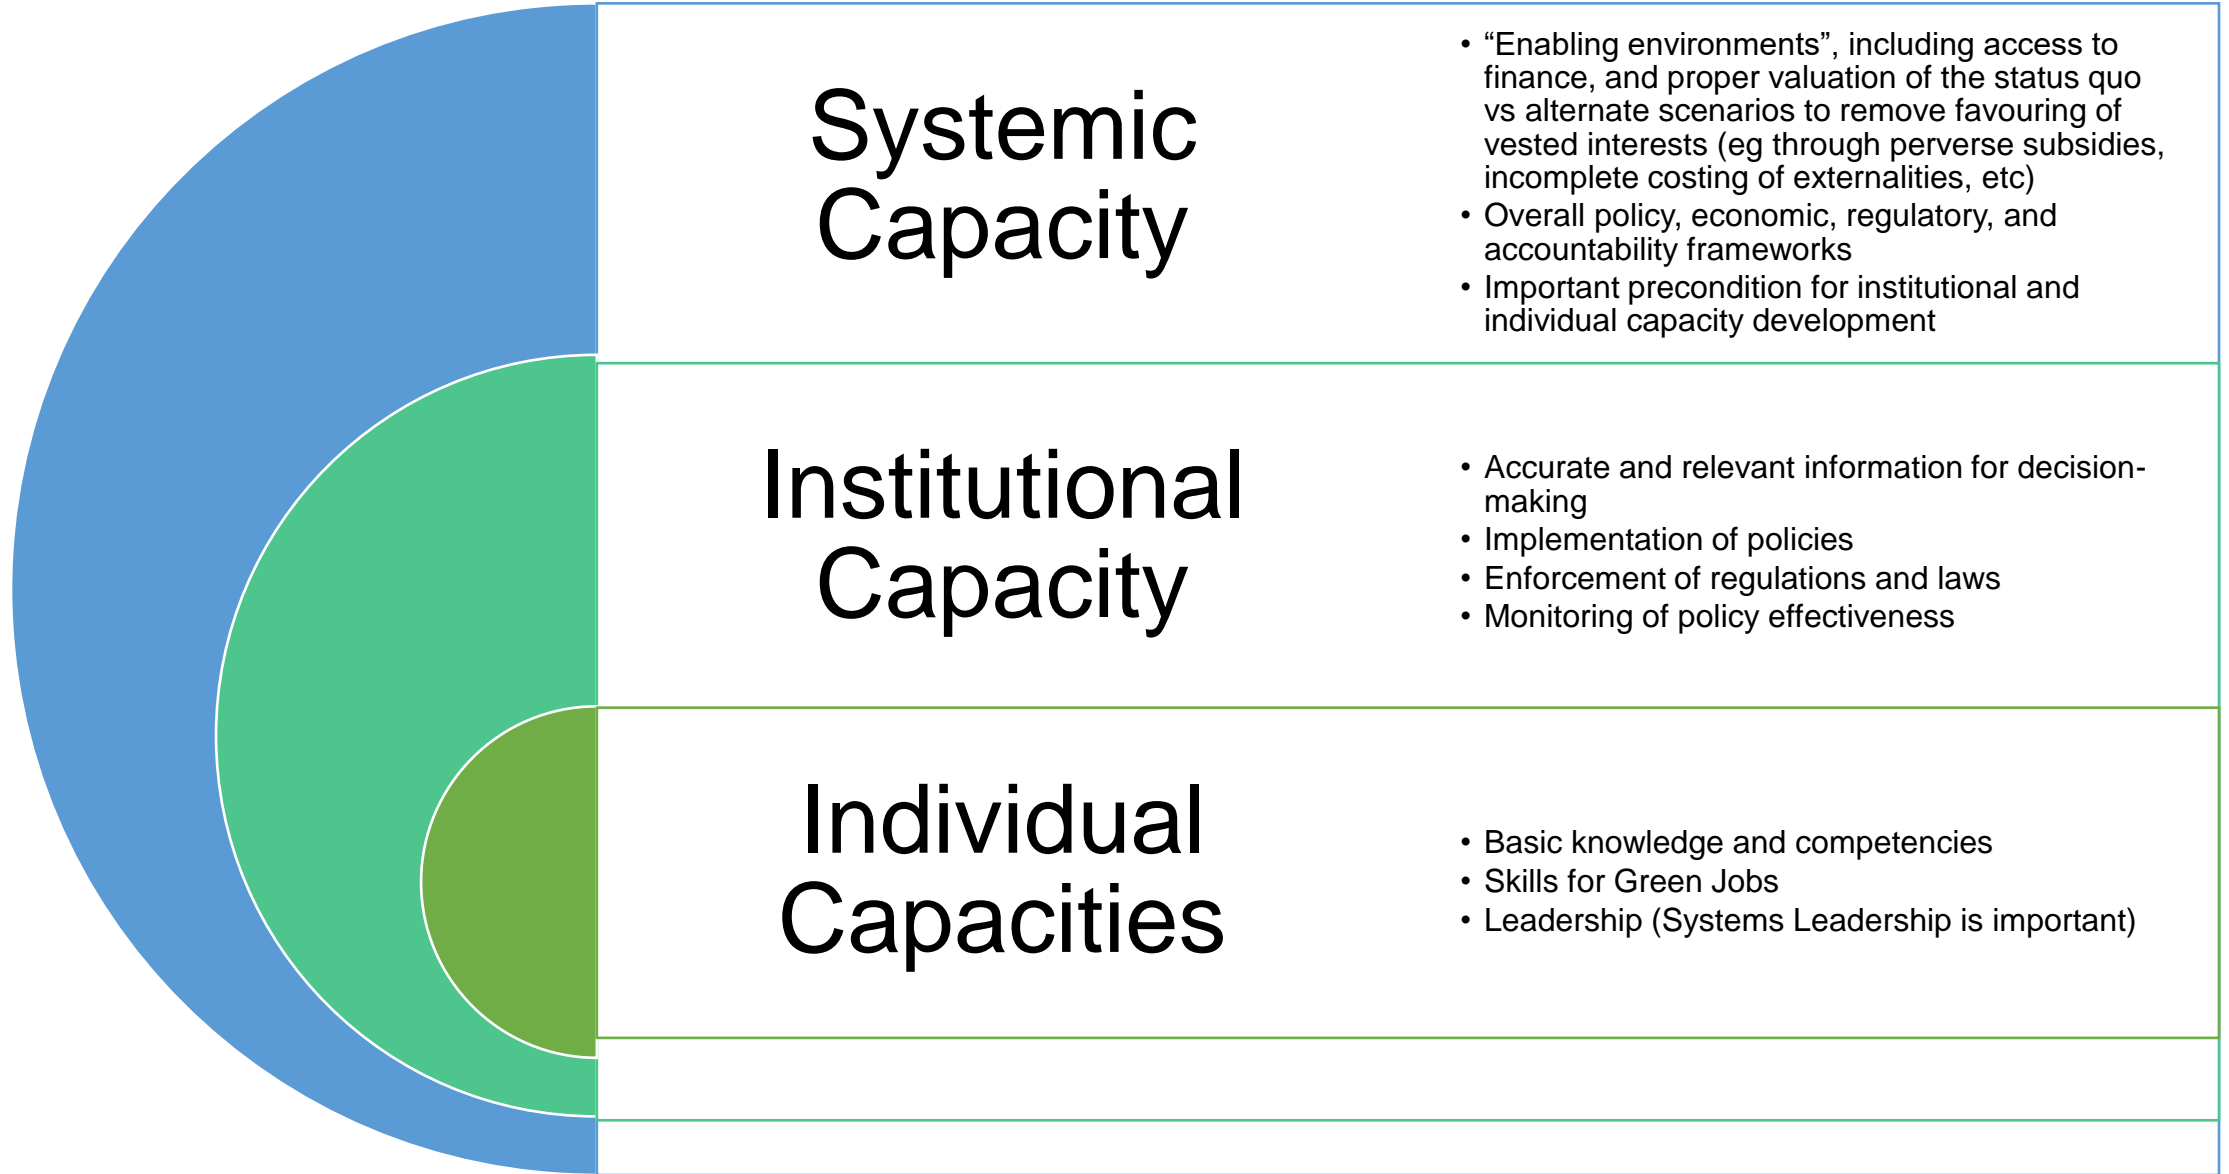 Systemic
Capacity
• “Enabling environments”, including access to
finance, and proper valuation of the status quo
vs alternate scenarios to remove favouring of
vested interests (eg through perverse subsidies,
incomplete costing of externalities, etc)
• Overall policy, economic, regulatory, and
accountability frameworks
• Important precondition for institutional and
individual capacity development
Institutional
Capacity
• Accurate and relevant information for decision-
making
• Implementation of policies
• Enforcement of regulations and laws
• Monitoring of policy effectiveness
Individual
Capacities
• Basic knowledge and competencies
• Skills for Green Jobs
• Leadership (Systems Leadership is important)